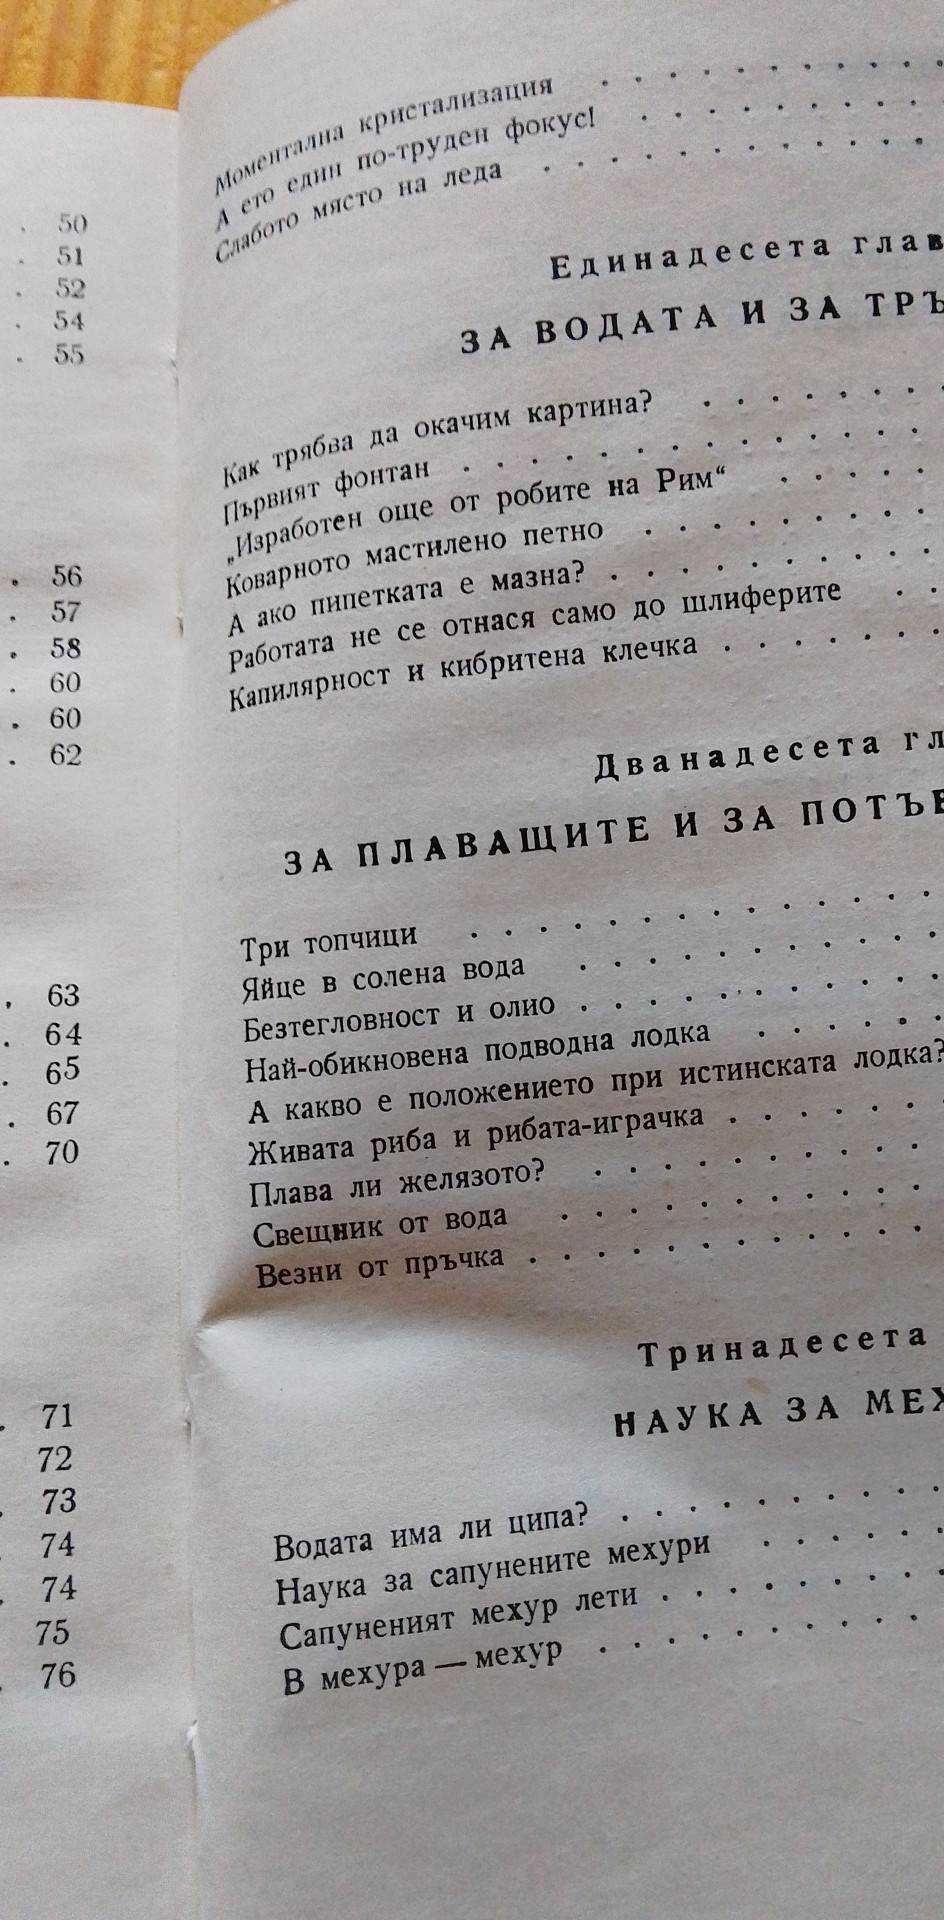 . 50
. 51
. 52
. 54
. 55
. 56
. 57
. 58
. 60
. 60
. 62
. 63
. 64
. 65
. 67
. 70
. 71
72
. 73
. 74
. 74
75
. 76
Моментална кристализация . . . . . . . . . .
А ето един по-труден фокус! . . . . . . . . .
Слабото място на леда . . . . . . . . . . . .
Единадесета глав
ЗА ВОДАТА И ЗА ТРЪ
Как трябва да окачим картина? . . . . . . . .
Първият фонтан . . . . . . . . . . . . . .
„Изработен още от робите на Рим“ . . . . .
Коварното мастилено петно . . . . . . . . .
А ако пипетката е мазна? . . . . . . . . . .
Работата не се отнася само до шлиферите . .
Капилярност и кибритена клечка . . . . . . .
Дванадесета гл
ЗА ПЛАВАЩИТЕ И ЗА ПОТЪ
Три топчици . . . . . . . . . . . . . .
Яйце в солена вода . . . . . . . . . . .
Безтегловност и олио . . . . . . . . . . .
Най-обикновена подводна лодка . . . . . .
А какво е положението при истинската лодка?
Живата риба и рибата-играчка . . . . . . .
Плава ли желязото? . . . . . . . . . .
Свещник от вода . . . . . . . . . . .
Везни от пръчка . . . . . . . . . . . .
Тринадесета
НАУКА ЗА МЕХ
Водата има ли ципа? . . . . . . . . . .
Наука за сапунените мехури . . . . . .
Сапуненият мехур лети . . . . . . . . .
В мехура — мехур . . . . . . . . . .